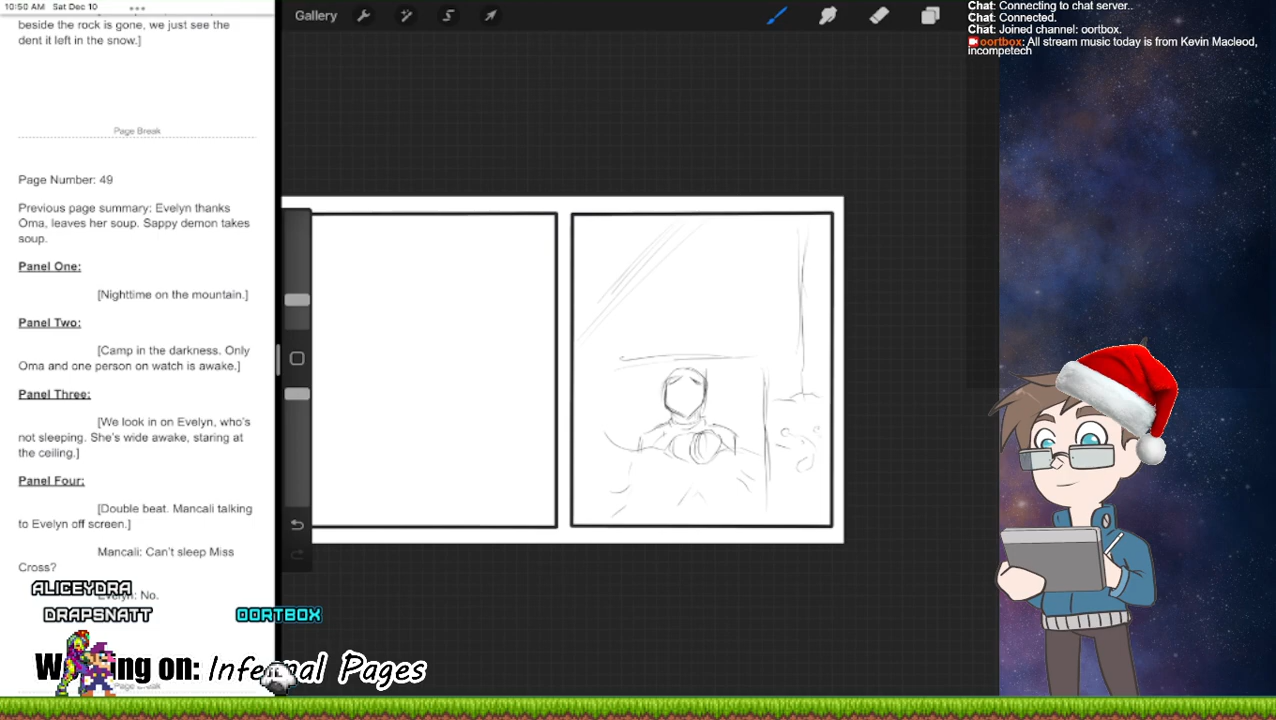 10:50 AM Sat Dec 10
beside the rock is gone, we just see the
dent it left in the snow.]
Page Break
Page Number: 49
Previous page summary: Evelyn thanks
Oma, leaves her soup. Sappy demon takes
soup.
Panel One:
[Nighttime on the mountain.]
Panel Two:
[Camp in the darkness. Only
Oma and one person on watch is awake.]
Panel Three:
[We look in on Evelyn, who's
not sleeping. She's wide awake, staring at
the ceiling.]
Panel Four:
[Double beat. Mancali talking
to Evelyn off screen.]
Mancali: Can't sleep Miss
Cross?
Evelyn: No.
Page Break
Gallery
Chat: Connecting to chat server..
Chat: Connected.
Chat: Joined channel: oortbox.
oortbox: All stream music today is from Kevin Macleod,
incompetech
ALICEYDRA
DRAPSNATT
OORTBOX
Working on: Infernal Pages